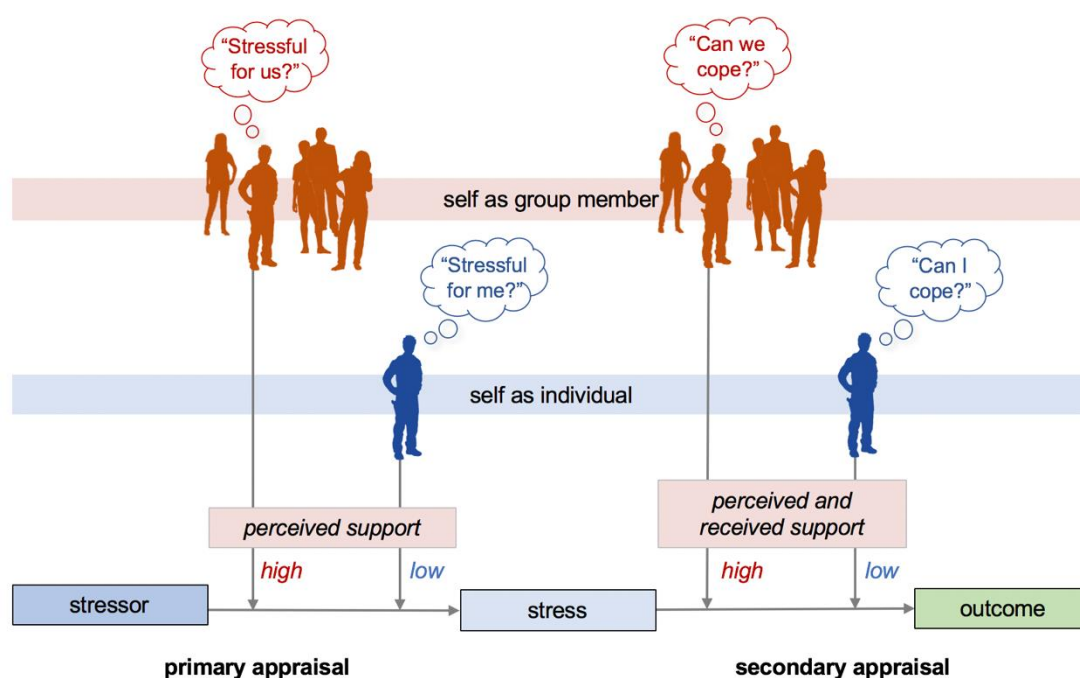 “Stressful
for us?”
“Can we
cope?”
self as group member
“Stressful
for me?”
“Can I
cope?”
self as individual
perceived support
perceived and
received support
high
low
high
low
stressor
stress
outcome
primary appraisal
secondary appraisal